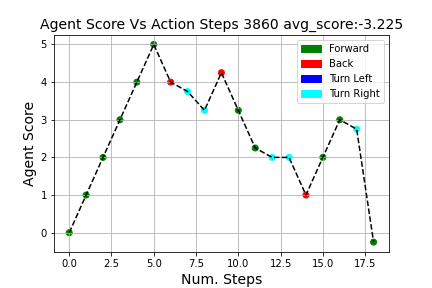 Agent Score Vs Action Steps 3860 avg_score:-3.225
Agent Score
5
4
3
2
1
0
Forward
Back
Turn Left
Turn Right
0.0 2.5 5.0 7.5 10.0 12.5 15.0 17.5
Num. Steps